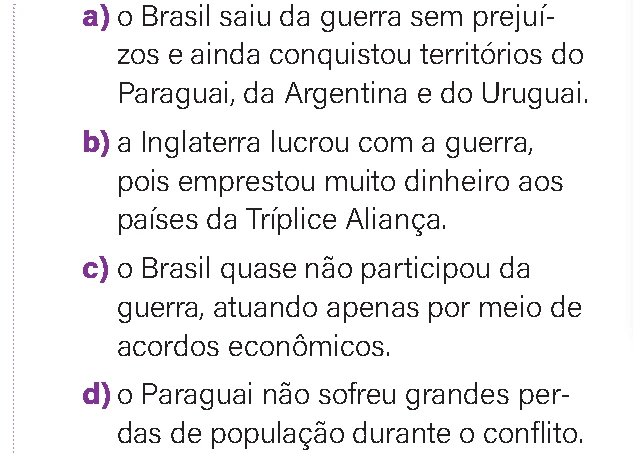 a) o Brasil saiu da guerra sem prejuí-
zos e ainda conquistou territórios do
Paraguai, da Argentina e do Uruguai.
b) a Inglaterra lucrou com a guerra,
pois emprestou muito dinheiro aos
países da Tríplice Aliança.
c) o Brasil quase não participou da
guerra, atuando apenas por meio de
acordos econômicos.
d) o Paraguai não sofreu grandes per-
das de população durante o conflito.